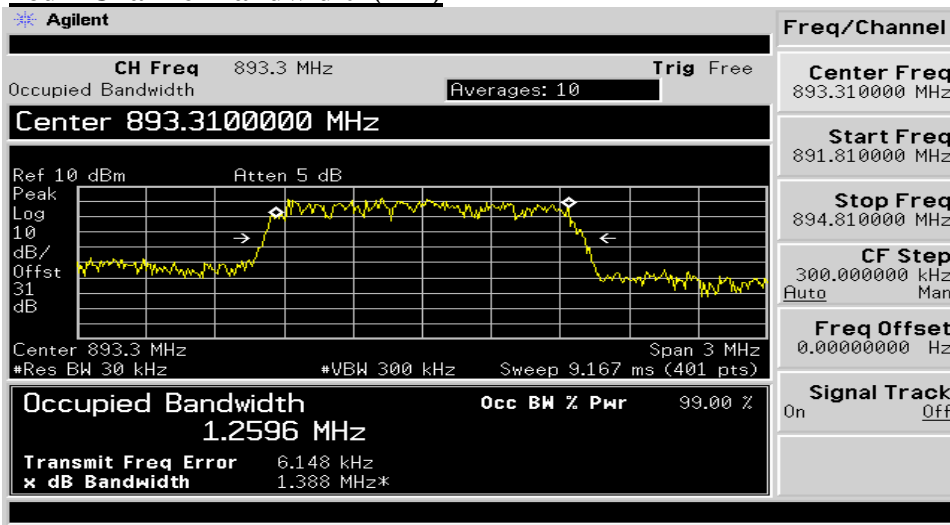 Agilent
Freq/Channel
CH Freq 893.3 MHz Trig Free
Occupied Bandwidth Averages: 10
Center 893.3100000 MHz
Ref 10 dBm Atten 5 dB
Peak
Log
10
dB/
Offst
31
dB
Center 893.3 MHz Span 3 MHz
#Res BW 30 kHz #VBW 300 kHz Sweep 9.167 ms (401 pts)
Occupied Bandwidth Occ BW % Pwr 99.00 %
1.2596 MHz
Transmit Freq Error 6.148 kHz
x dB Bandwidth 1.388 MHz*
Center Freq
893.310000 MHz
Start Freq
891.810000 MHz
Stop Freq
894.810000 MHz
CF Step
300.000000 kHz
Auto Man
Freq Offset
0.00000000 Hz
Signal Track
On Off